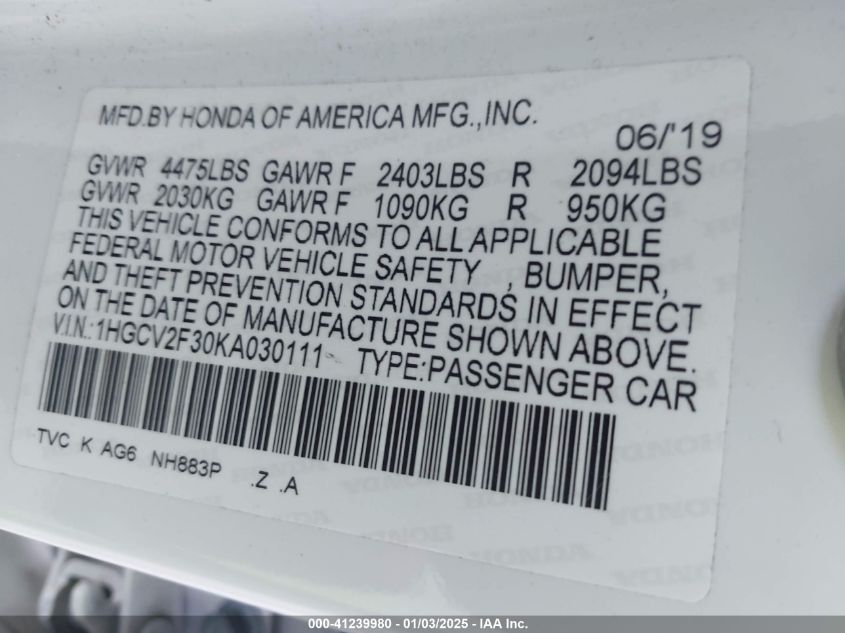 MFD.BY HONDA OF AMERICA MFG.,INC.
06/'19
GVWR 4475LBS GAWR F 2403LBS R 2094LBS
GVWR 2030KG GAWR F 1090KG R 950KG
THIS VEHICLE CONFORMS TO ALL APPLICABLE
FEDERAL MOTOR VEHICLE SAFETY , BUMPER,
AND THEFT PREVENTION STANDARDS IN EFFECT
ON THE DATE OF MANUFACTURE SHOWN ABOVE.
V.I.N.:1HGCV2F30KA030111 TYPE:PASSENGER CAR
TVC K AG6 NH883P .Z .A
HONDA
000-41239980 - 01/03/2025 - IAA Inc.